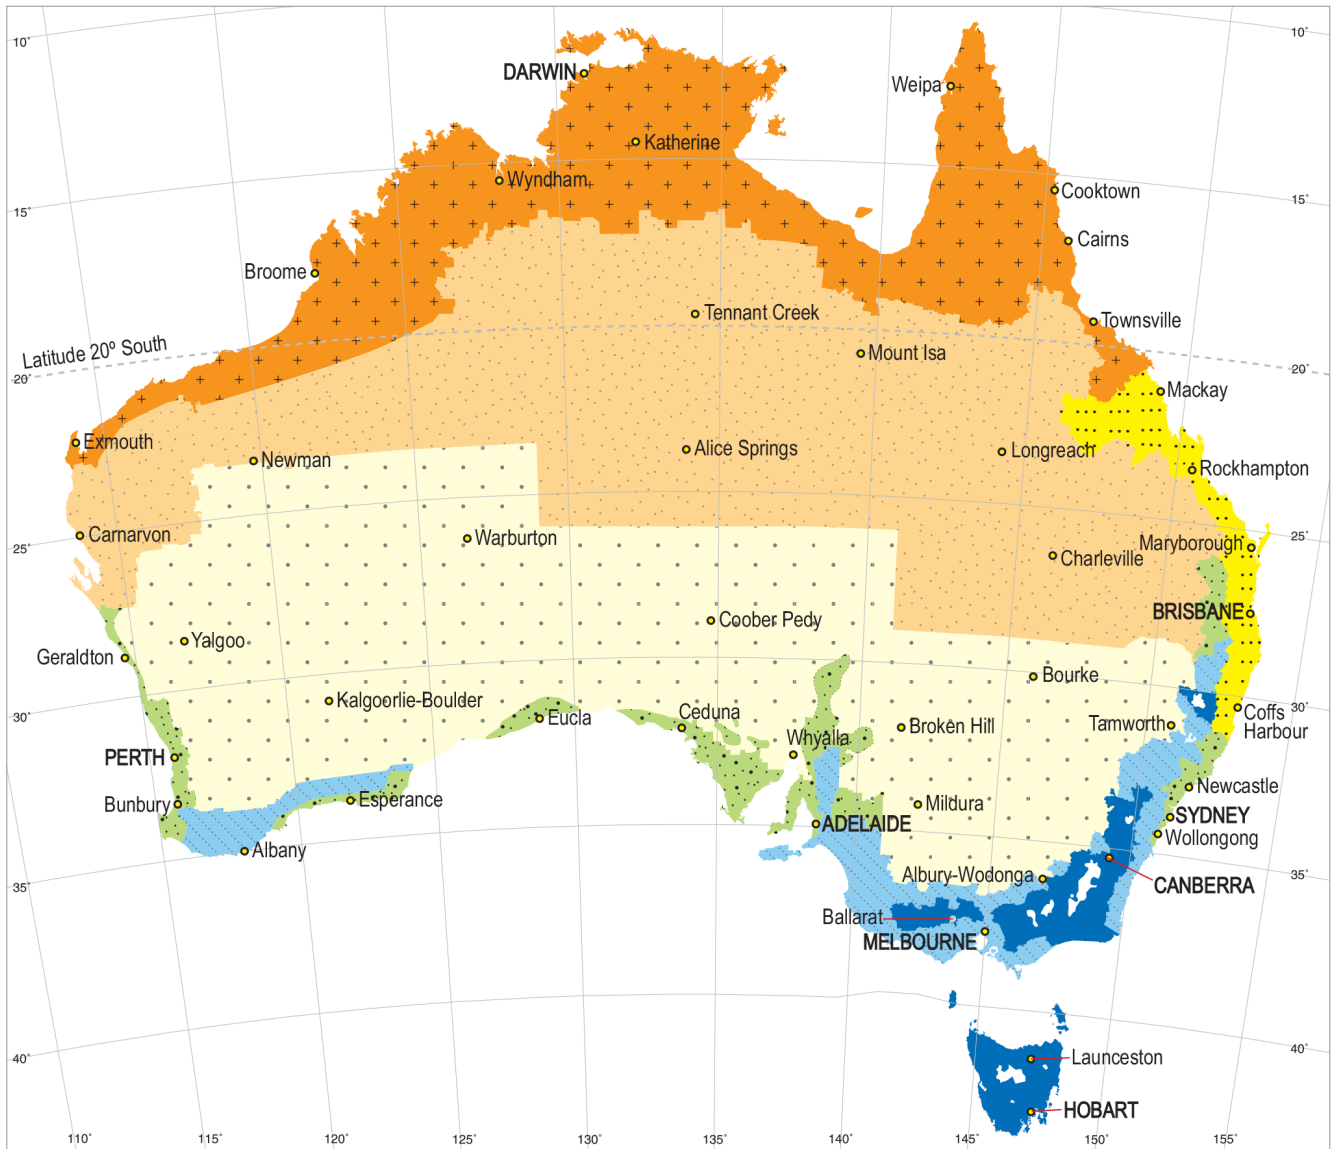 10°
10°
DARWIN
Weipa
Katherine
Wyndham
Cooktown
15°
15°
Cairns
Broome
Tennant Creek
Townsville
Latitude 20° South
Mount Isa
20°
20°
Mackay
Exmouth
Newman
Alice Springs
Longreach
Rockhampton
Carnarvon
Warburton
25°
25°
Maryborough
Charleville
BRISBANE
Coober Pedy
Yalgoo
Geraldton
Bourke
Kalgoorlie-Boulder
30°
30°
Eucla
Ceduna
Broken Hill
Tamworth
Coffs
Harbour
Whyalla
PERTH
Newcastle
Bunbury
Esperance
Mildura
SYDNEY
ADELAIDE
Wollongong
Albany
35°
35°
Albury-Wodonga
CANBERRA
Ballarat
MELBOURNE
40°
40°
Launceston
HOBART
110°
115°
120°
125°
130°
135°
140°
145°
150°
155°